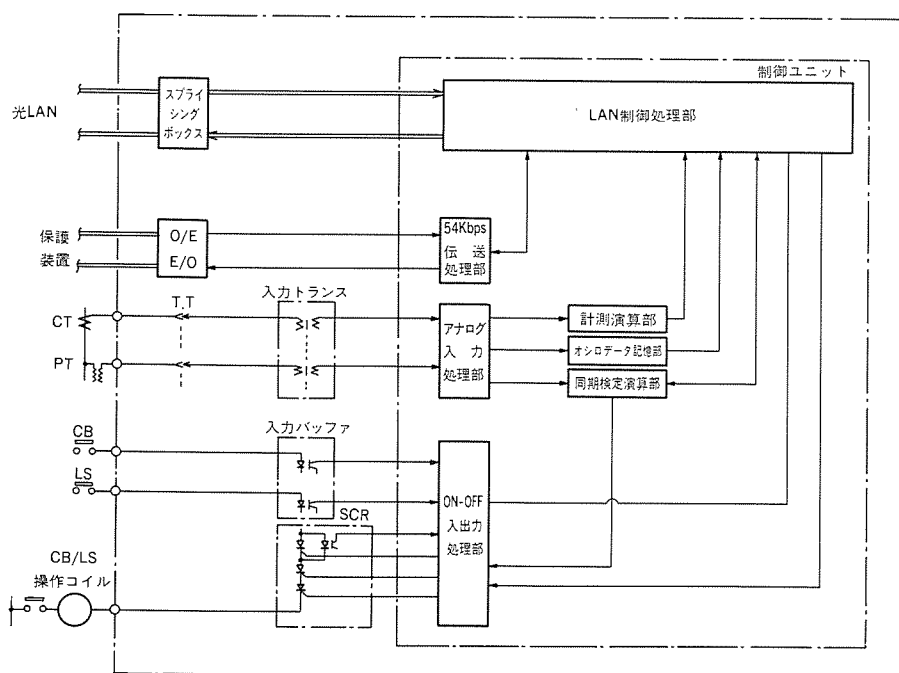 制御ユニット
光LAN
スプライ
シング
ボックス
LAN制御処理部
保護
装置
O/E
E/O
54Kbps
伝送
処理部
入力トランス
T.T
CT
PT
アナログ
入力
処理部
計測演算部
オシロデータ記憶部
同期検定演算部
CB
LS
入力バッファ
SCR
ON-OFF
入出力
処理部
CB/LS
操作コイル